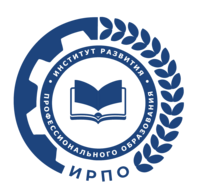 ИНСТИТУТ РАЗВИТИЯ
ПРОФЕССИОНАЛЬНОГО ОБРАЗОВАНИЯ
ИРПО